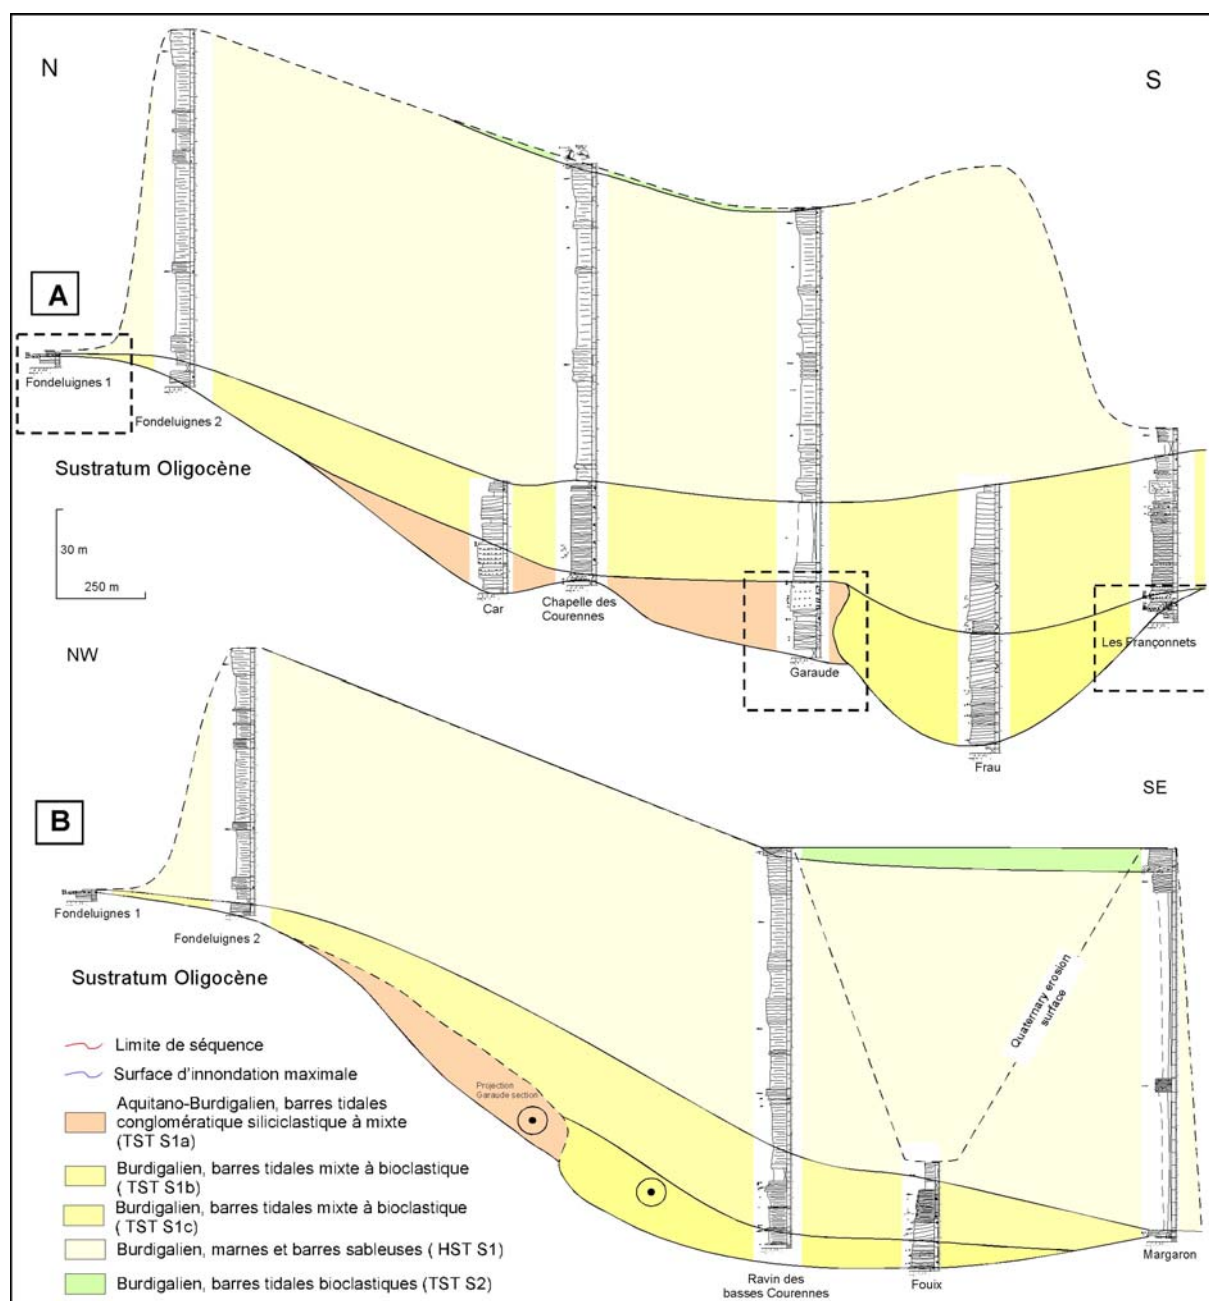 N
S
A
Fondeluignes 1
Fondeluignes 2
Sustratum Oligocène
30 m
250 m
Car
Chapelle des
Courennes
Garaude
Frau
Les Françonnets
NW
SE
B
Fondeluignes 1
Fondeluignes 2
Sustratum Oligocène
Quaternary erosion
surface
Projection
Garaude section
Limite de séquence
Surface d'innondation maximale
Aquitano-Burdigalien, barres tidales
conglomératique siliciclastique à mixte
(TST S1a)
Burdigalien, barres tidales mixte à bioclastique
( TST S1b)
Burdigalien, barres tidales mixte à bioclastique
(TST S1c)
Burdigalien, marnes et barres sableuses ( HST S1)
Burdigalien, barres tidales bioclastiques (TST S2)
Ravin des
basses Courennes
Fouix
Margaron